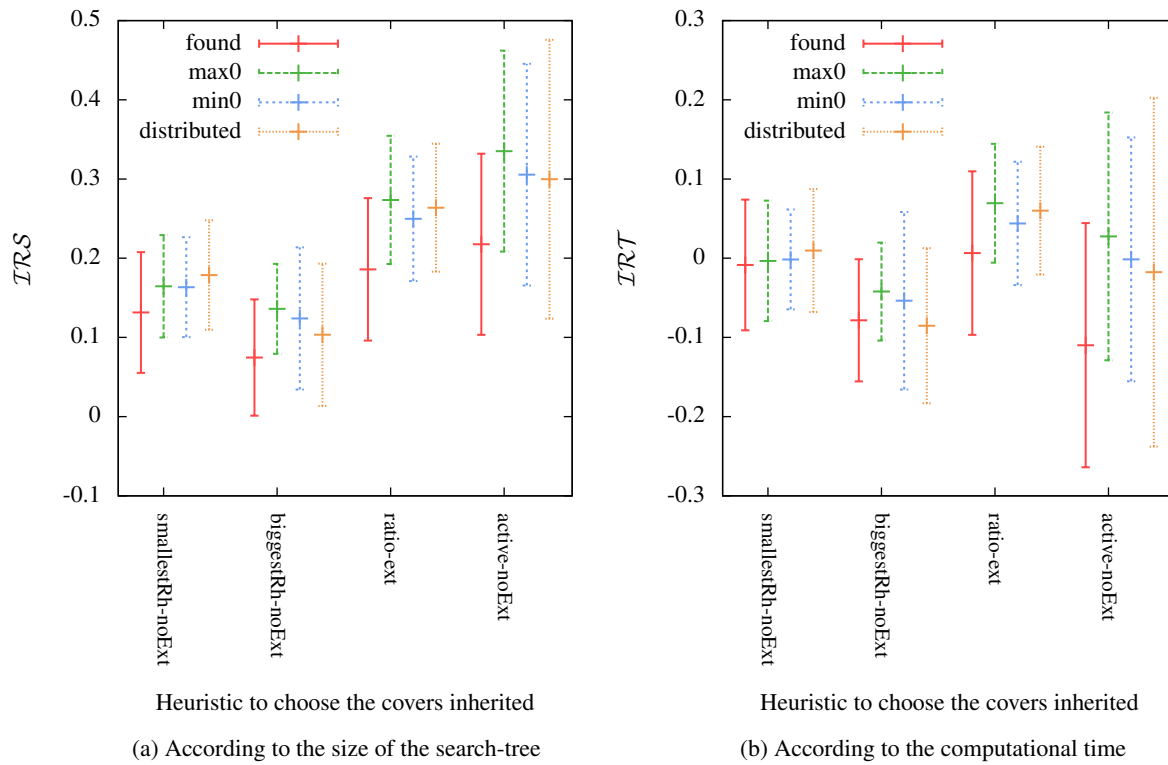 0.5
0.4
0.3
0.2
0.1
0
-0.1
IRS
found
max0
min0
distributed
smallestRh-noExt
biggestRh-noExt
ratio-ext
active-noExt
Heuristic to choose the covers inherited
(a) According to the size of the search-tree
0.3
0.2
0.1
0
-0.1
-0.2
-0.3
IRT
found
max0
min0
distributed
smallestRh-noExt
biggestRh-noExt
ratio-ext
active-noExt
Heuristic to choose the covers inherited
(b) According to the computational time